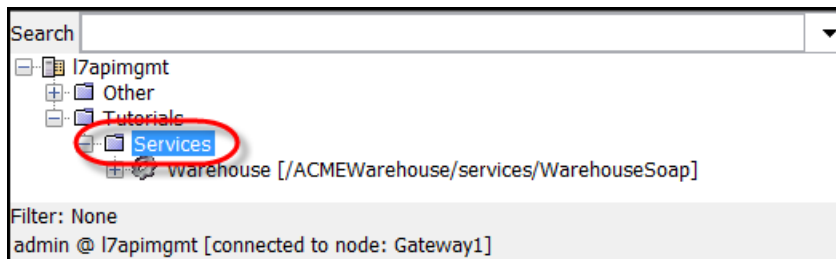 Search
l7apimgmt
Other
Tutorials
Services
Warehouse [/ACMEWarehouse/services/WarehouseSoap]
Filter: None
admin @ l7apimgmt [connected to node: Gateway1]